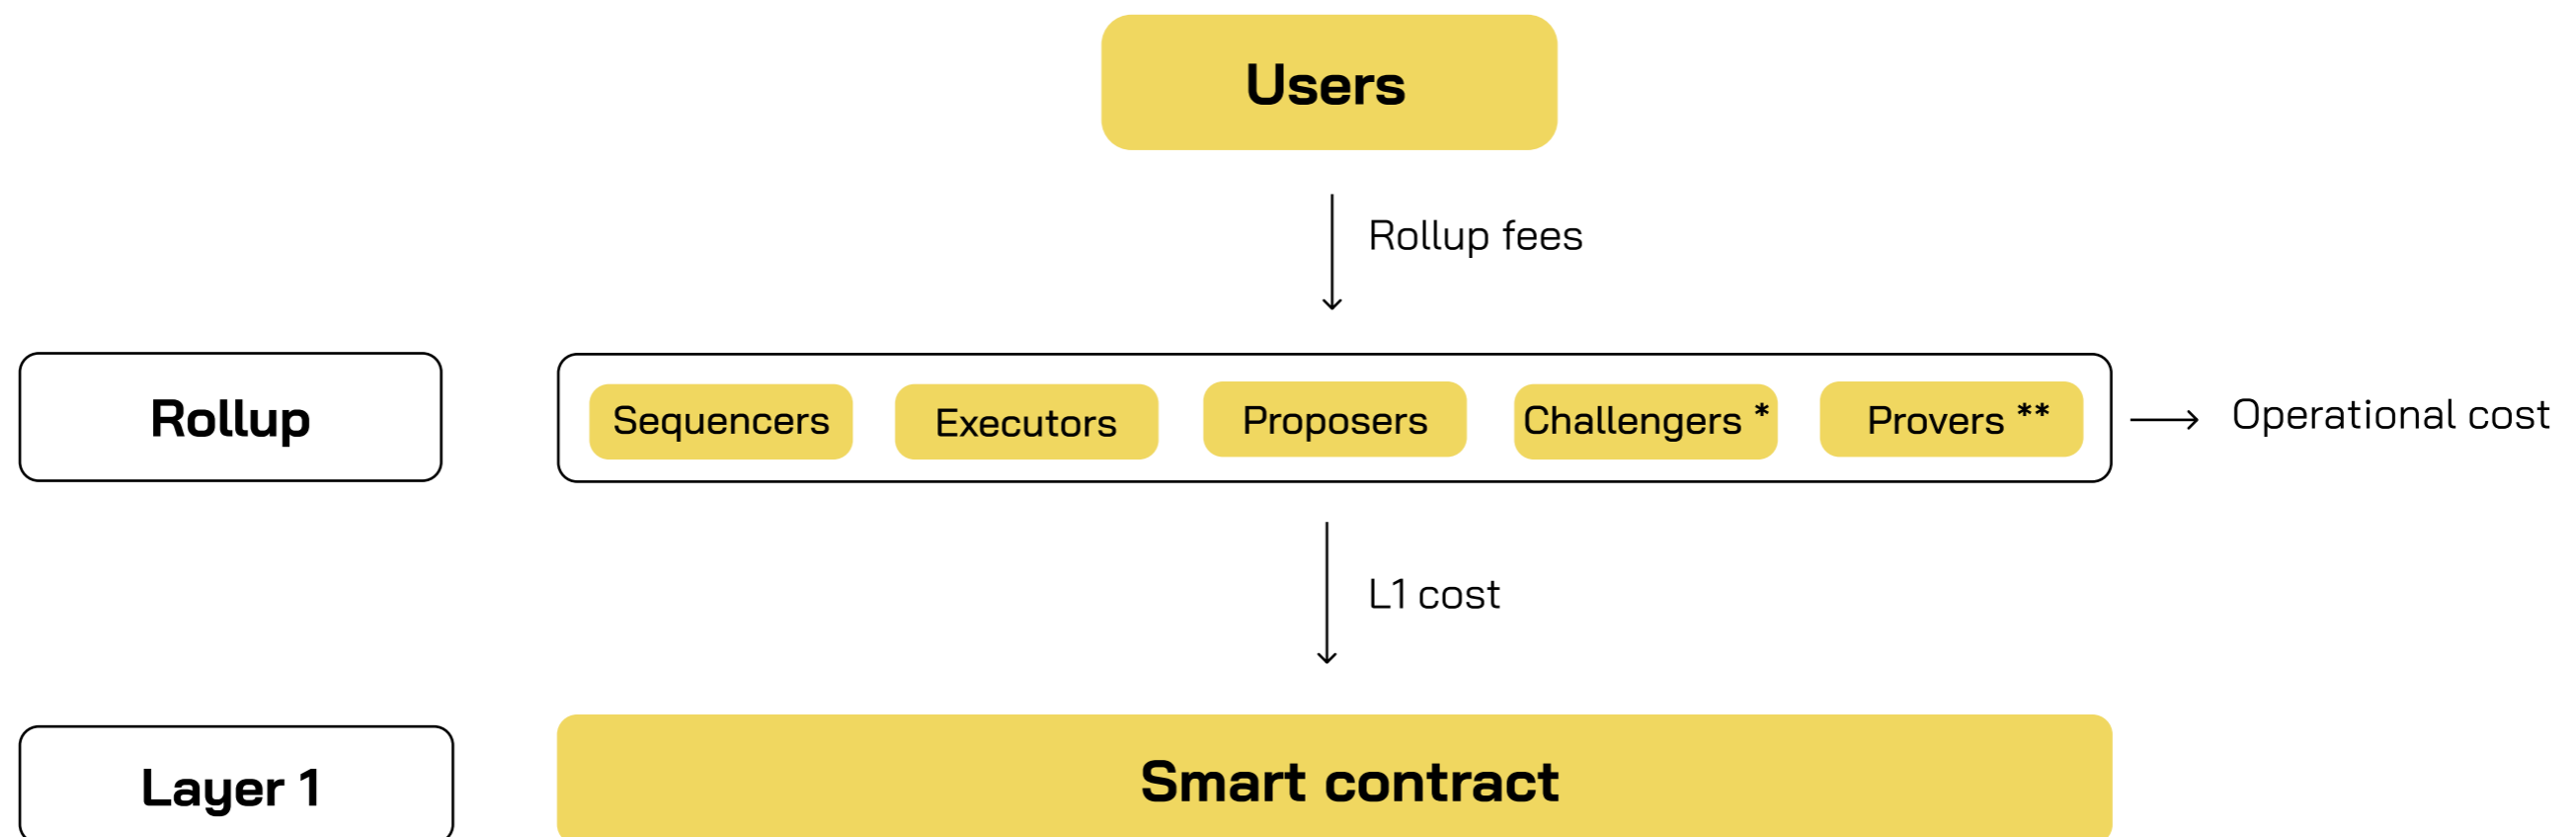 Users
Rollup fees
Rollup
Sequencers
Executors
Proposers
Challengers *
Provers **
Operational cost
L1 cost
Layer 1
Smart contract